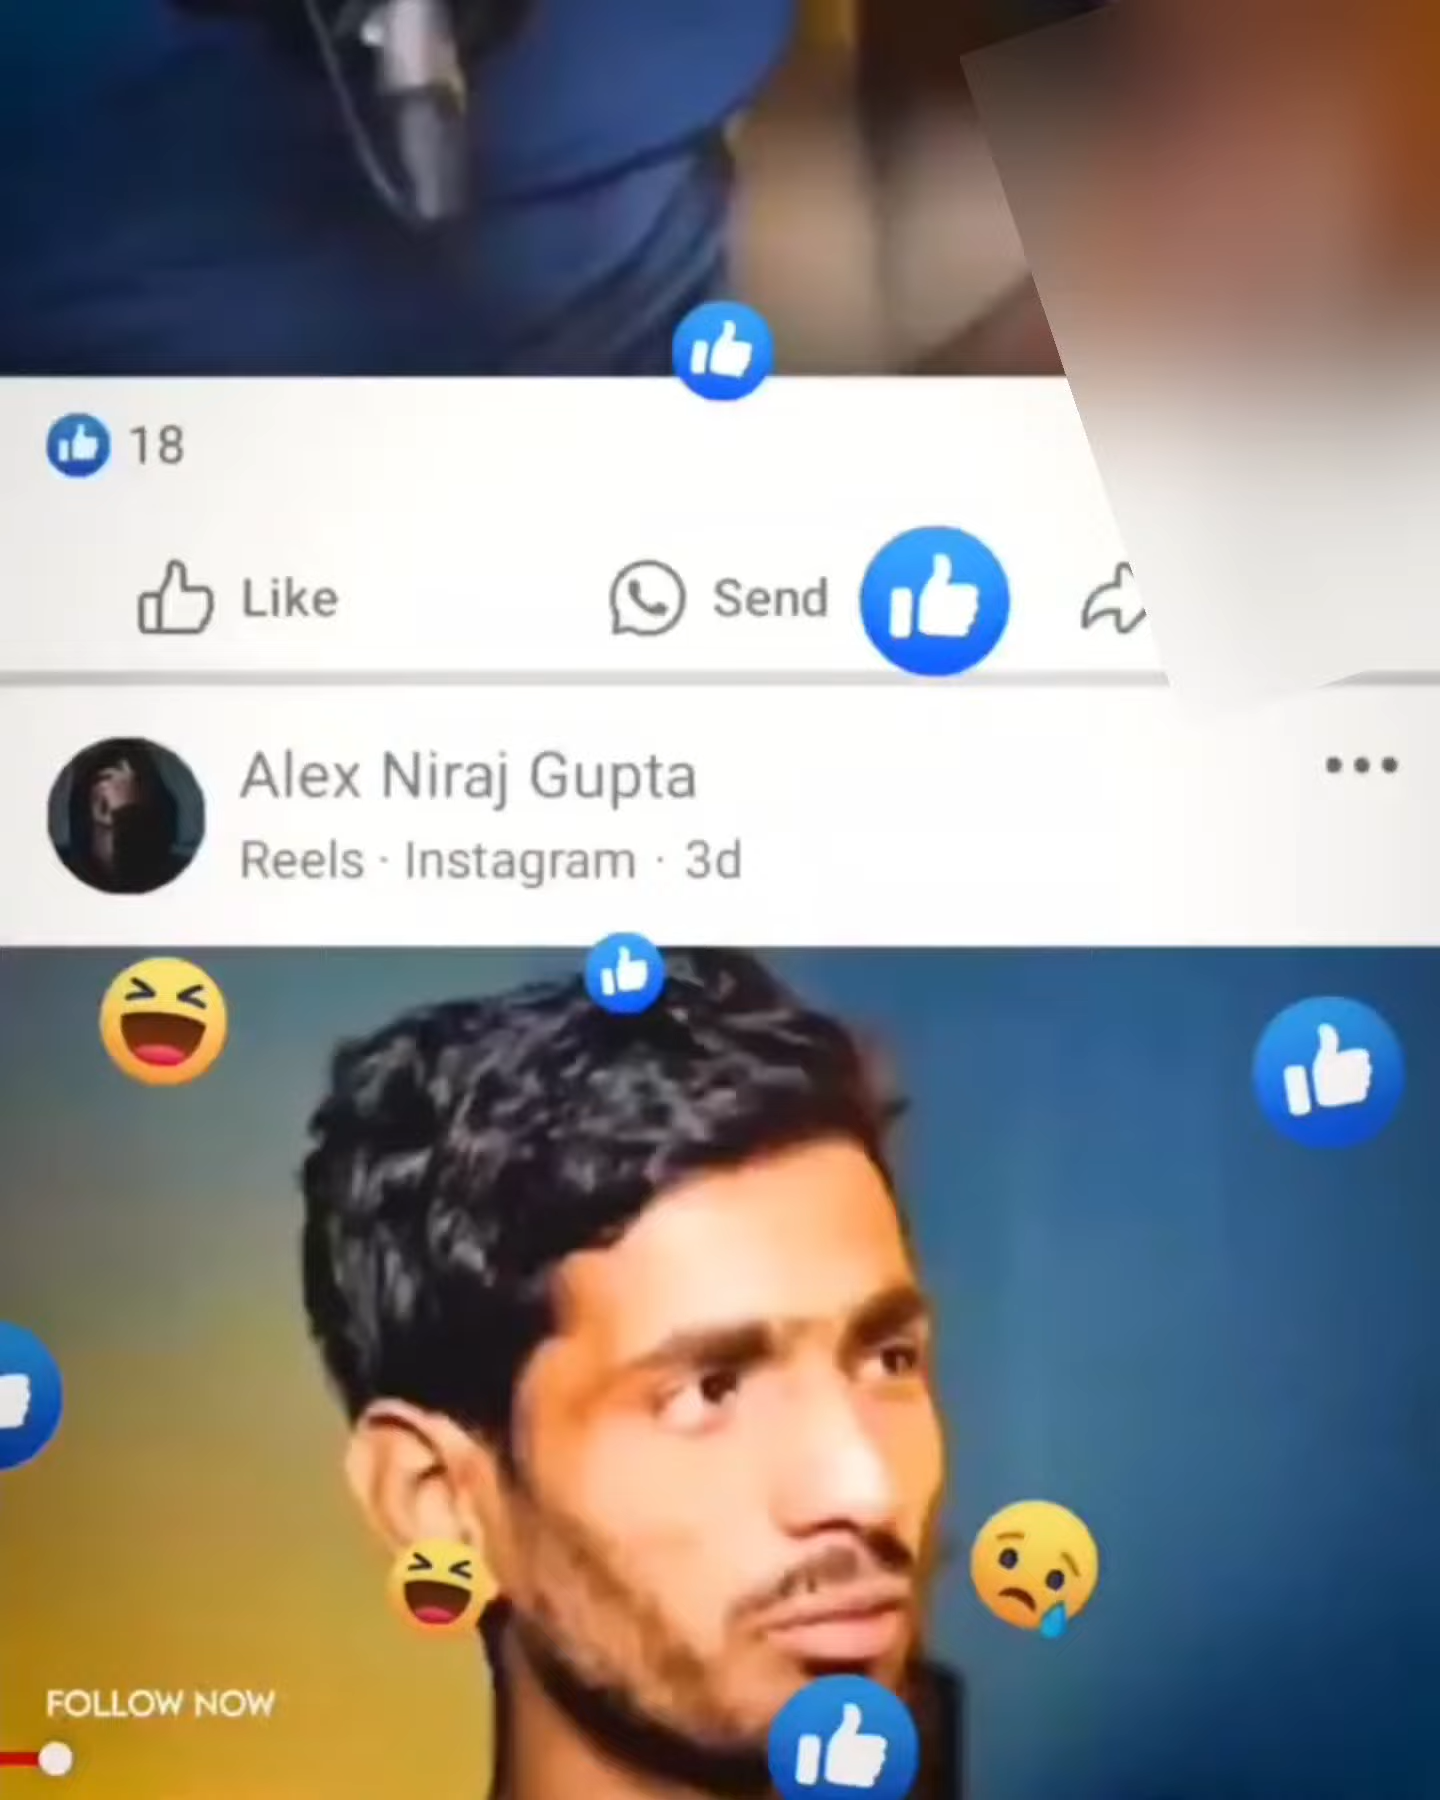 18
Like
Send
Alex Niraj Gupta
Reels · Instagram · 3d
FOLLOW NOW